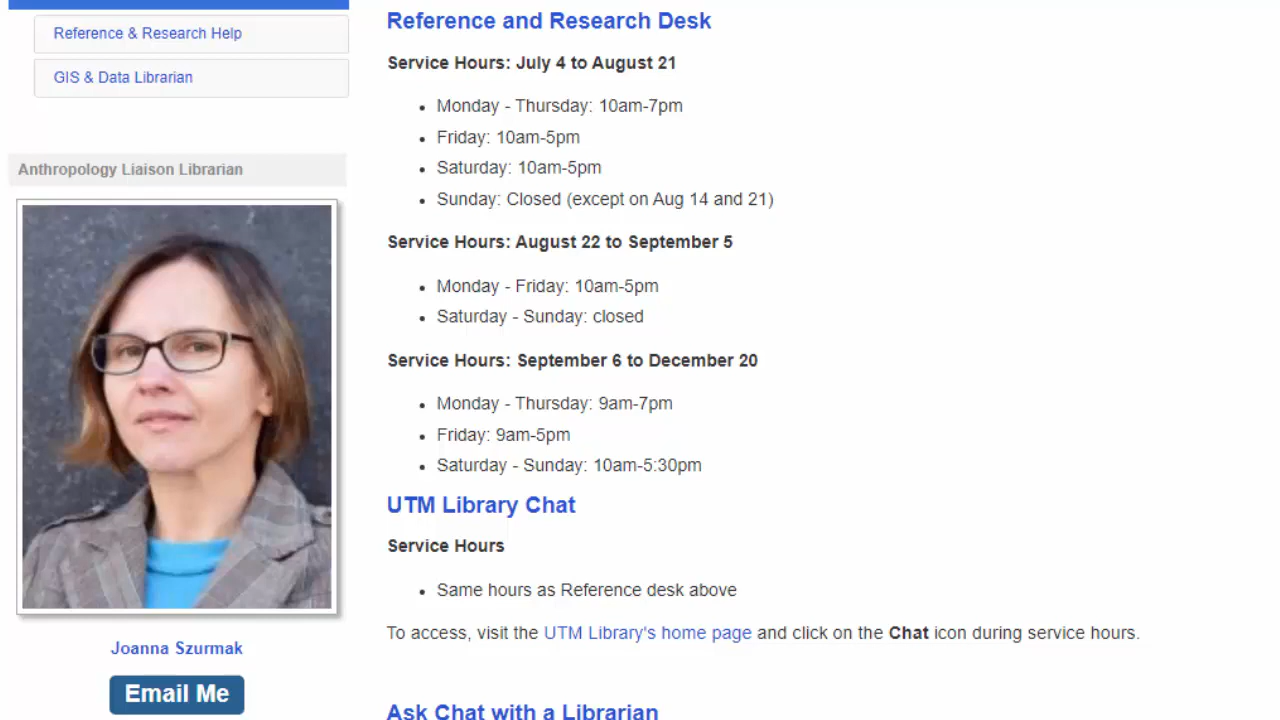 Reference & Research Help
GIS & Data Librarian
Anthropology Liaison Librarian
Joanna Szurmak
Email Me
Reference and Research Desk
Service Hours: July 4 to August 21
Monday - Thursday: 10am-7pm
Friday: 10am-5pm
Saturday: 10am-5pm
Sunday: Closed (except on Aug 14 and 21)
Service Hours: August 22 to September 5
Monday - Friday: 10am-5pm
Saturday - Sunday: closed
Service Hours: September 6 to December 20
Monday - Thursday: 9am-7pm
Friday: 9am-5pm
Saturday - Sunday: 10am-5:30pm
UTM Library Chat
Service Hours
Same hours as Reference desk above
To access, visit the UTM Library's home page and click on the Chat icon during service hours.
Ask Chat with a Librarian